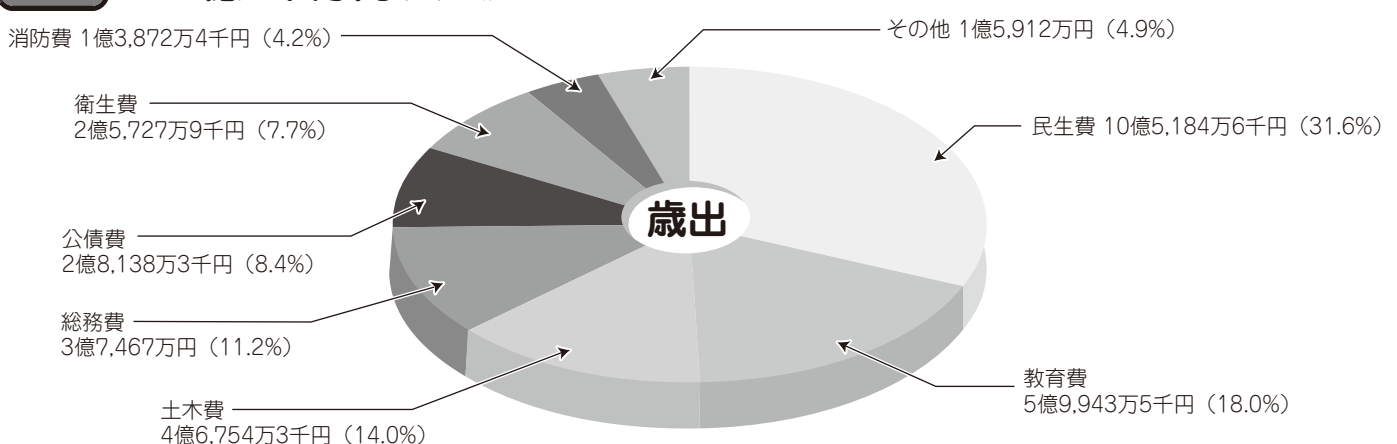 消防費 1億3,872万4千円（4.2%）
その他 1億5,912万円（4.9%）
衛生費
2億5,727万9千円（7.7%）
民生費 10億5,184万6千円（31.6%）
歳出
公債費
2億8,138万3千円（8.4%）
総務費
3億7,467万円（11.2%）
教育費
5億9,943万5千円（18.0%）
土木費
4億6,754万3千円（14.0%）